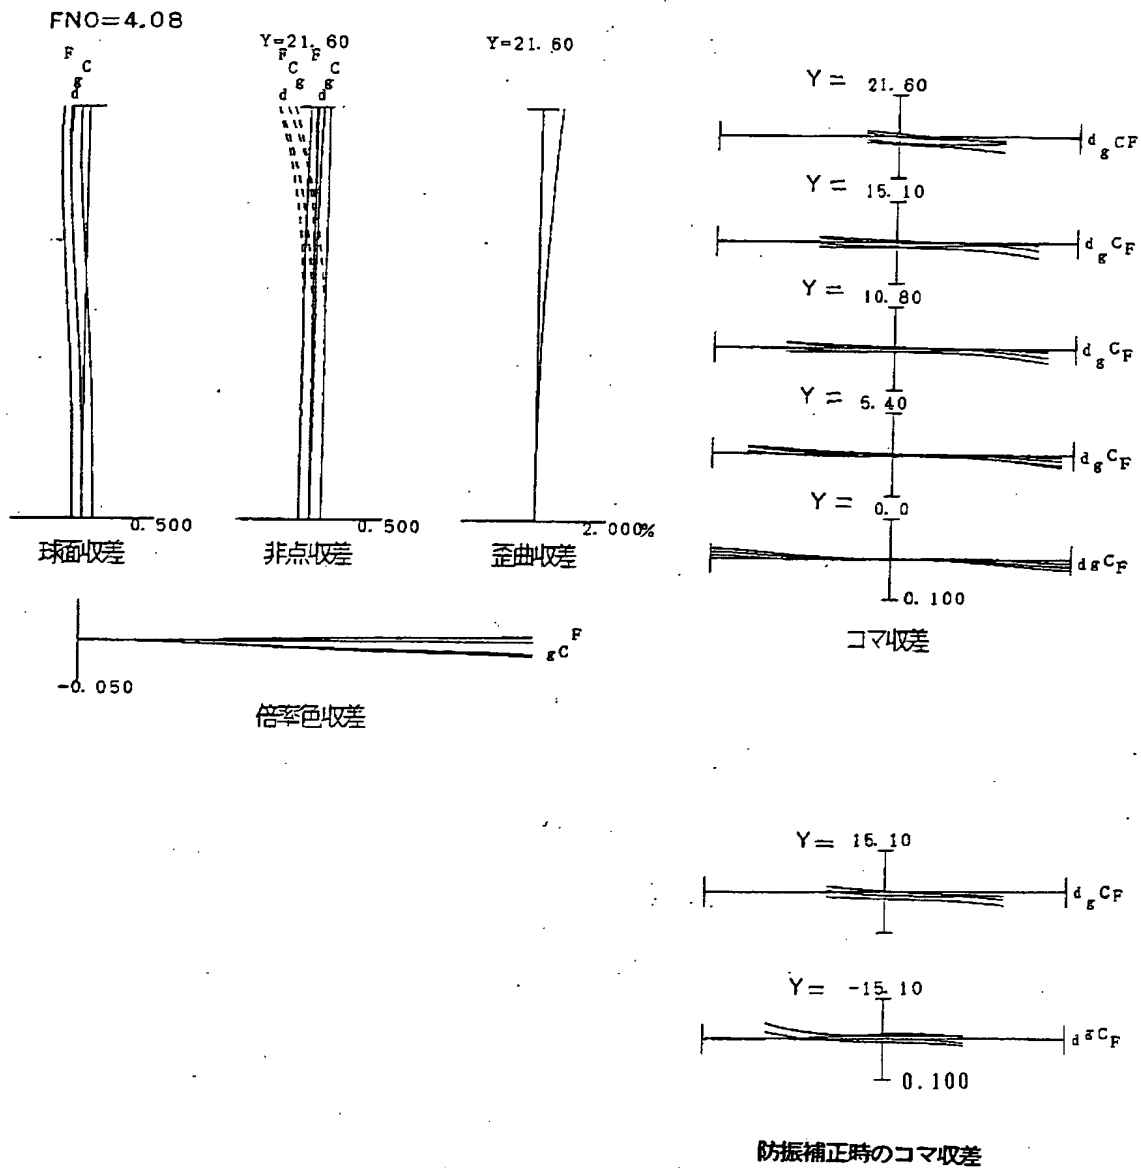 FNO=4.08
Y=21.60
F
C
g
d
F
C
g
d
0.500
非点収差
F
C
g
d
0.500
球面収差
Y=21.60
2.000%
歪曲収差
-0.050
g C F
倍率色収差
Y= 21.60
d g C F
Y= 15.10
d g C F
Y= 10.80
d g C F
Y= 5.40
d g C F
Y= 0.0
d g C F
0.100
コマ収差
Y= 15.10
d g C F
Y= -15.10
d g C F
0.100
防振補正時のコマ収差